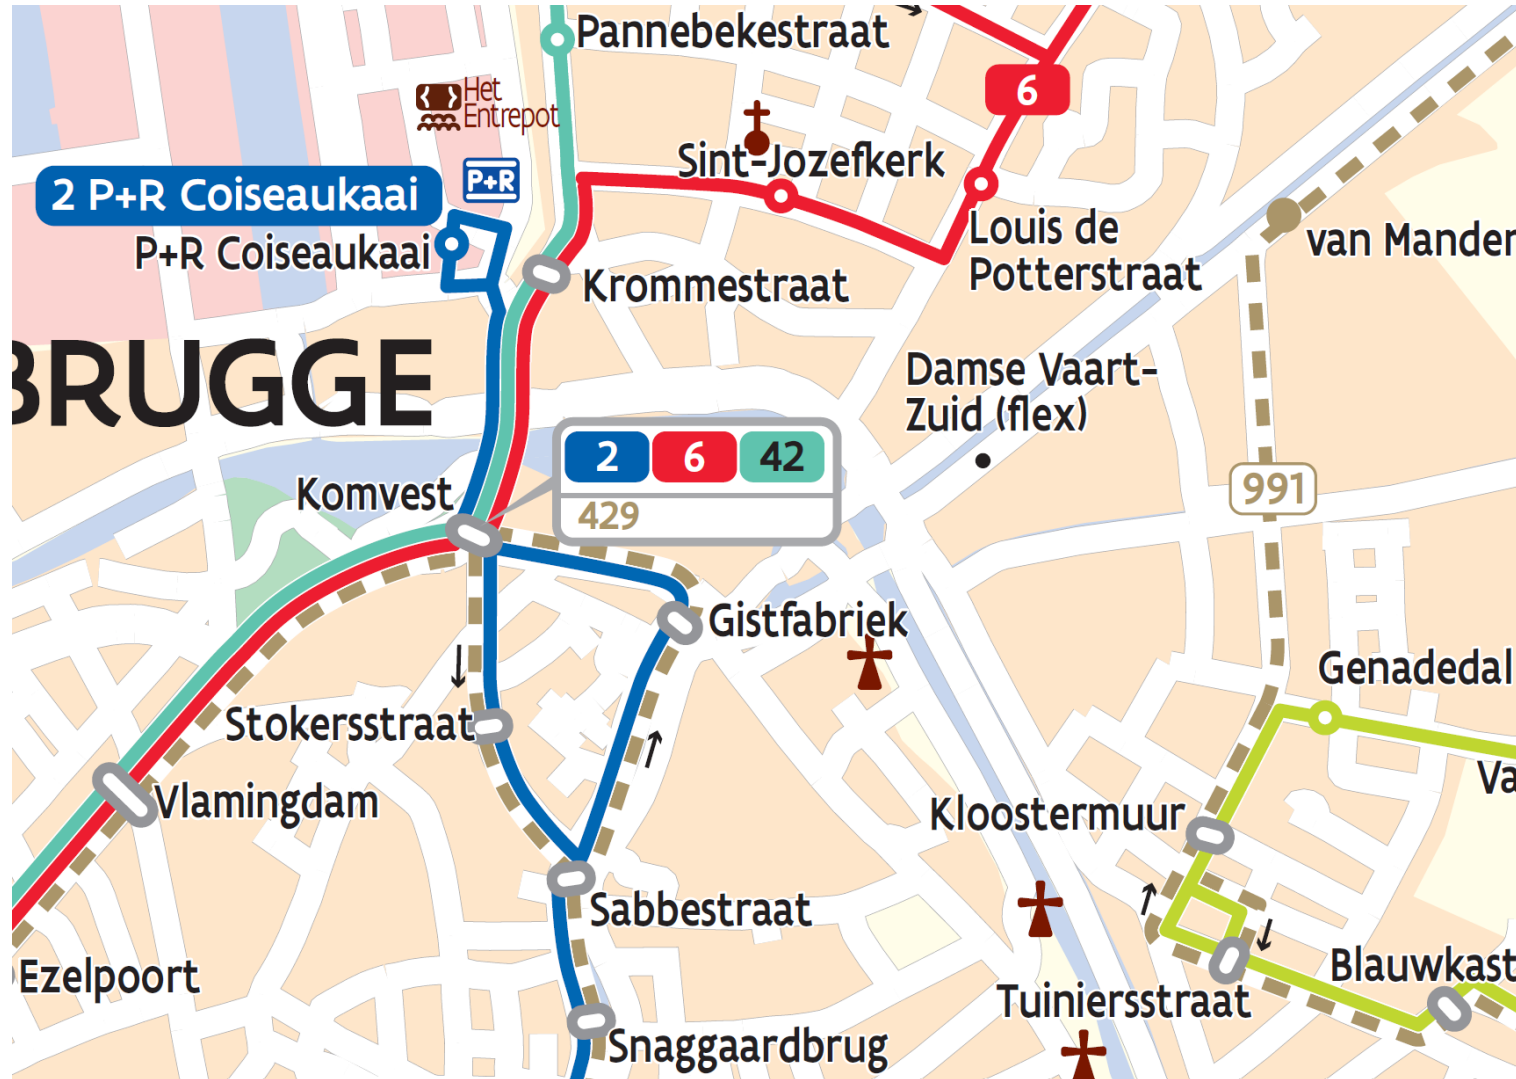 Pannebekestraat
Het
Entrepot
6
Sint-Jozefkerk
P+R
2 P+R Coiseaukaai
P+R Coiseaukaai
Louis de
Potterstraat
van Mander
Krommestraat
BRUGGE
Damse Vaart-
Zuid (flex)
2 6 42
429
Komvest
991
Gistfabriek
Genadedal
Stokersstraat
Va
Vlamingdam
Kloostermuur
Sabbestraat
Ezelpoort
Blauwkast
Tuiniersstraat
Snaggaardbrug